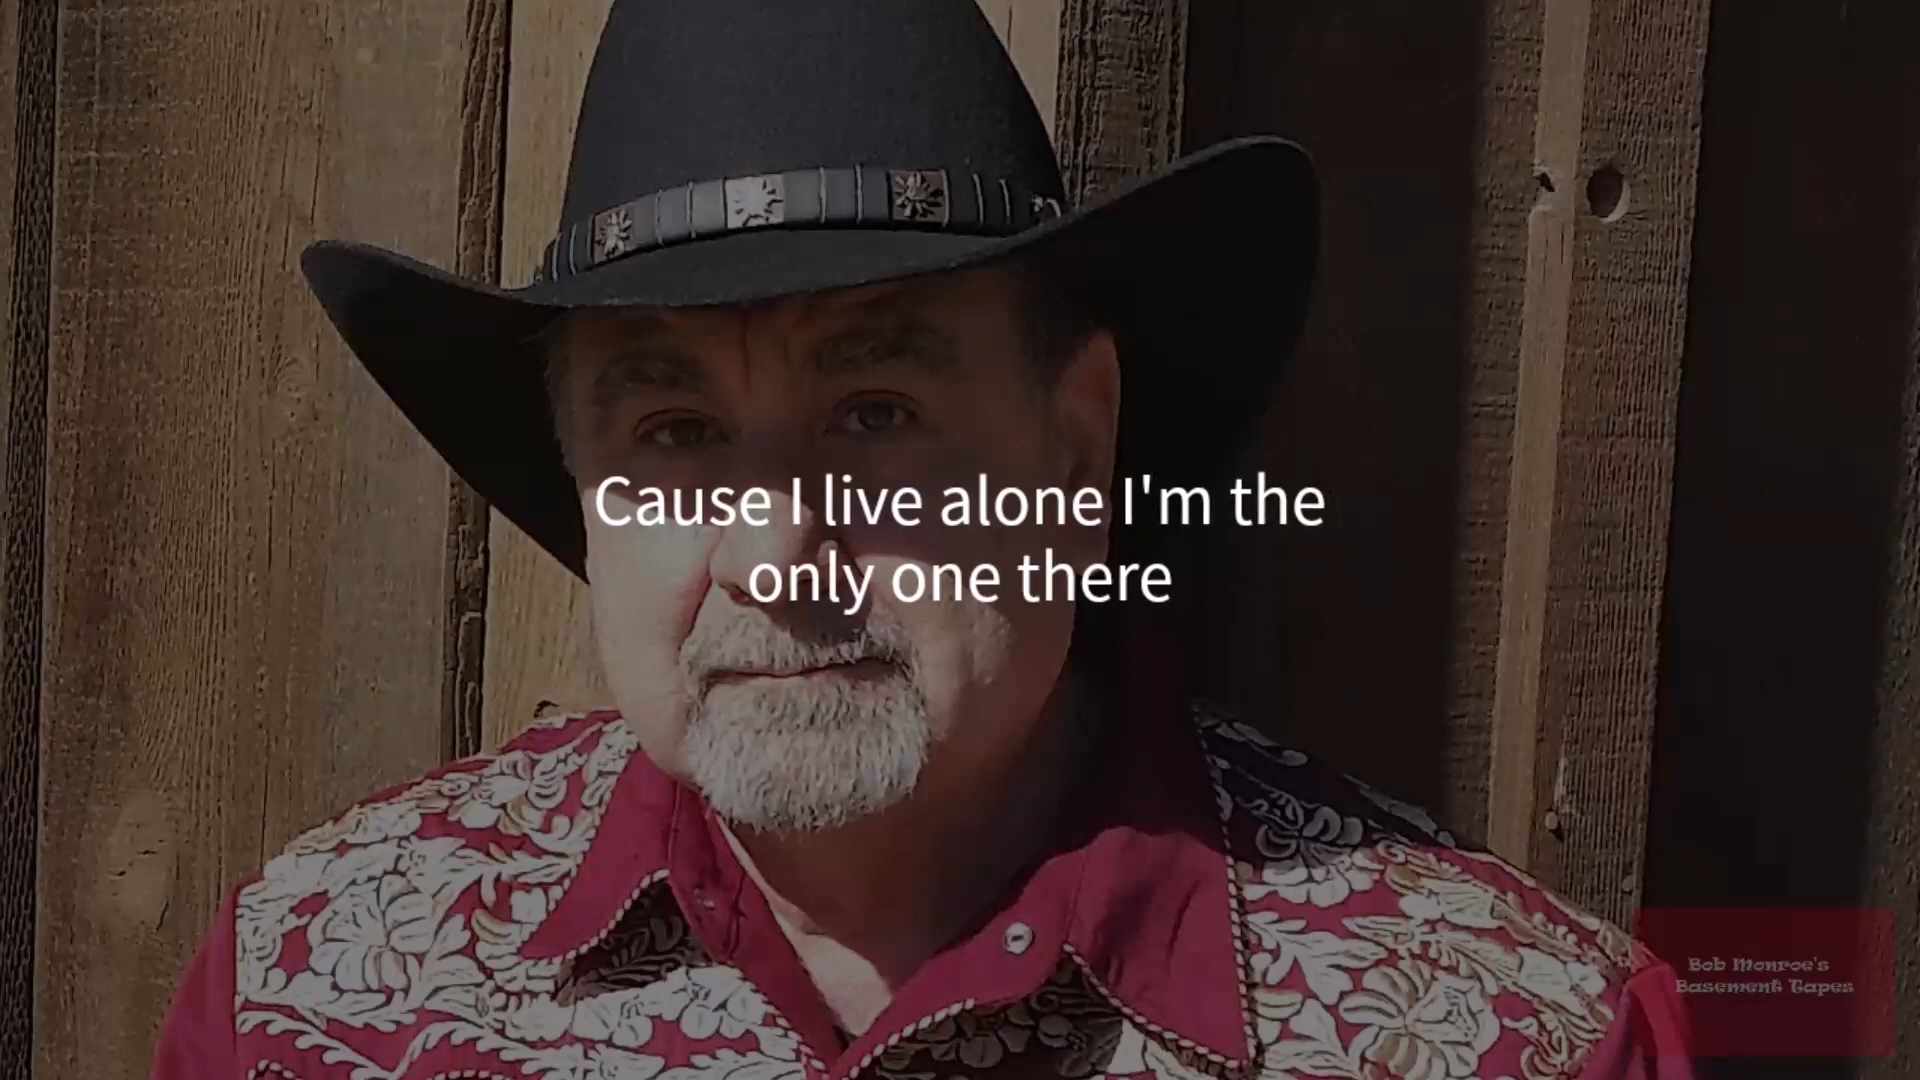 Cause I live alone I'm the
only one there
Bob Monroe's
Basement Tapes